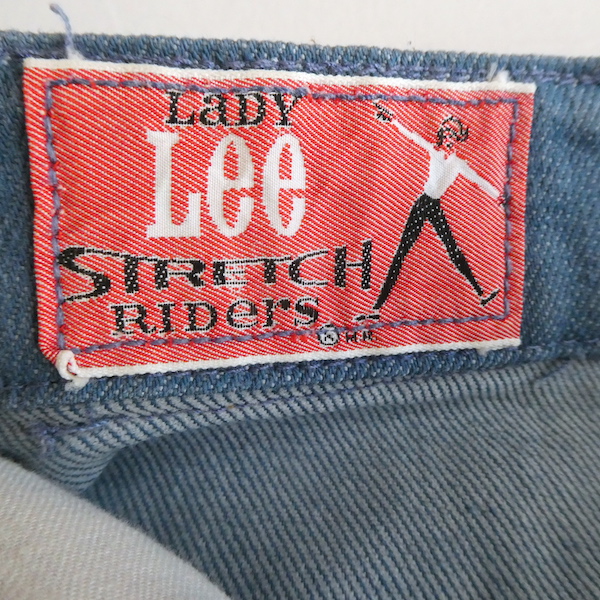 LaDY
Lee
STRETCH
RIDers
® M.R.